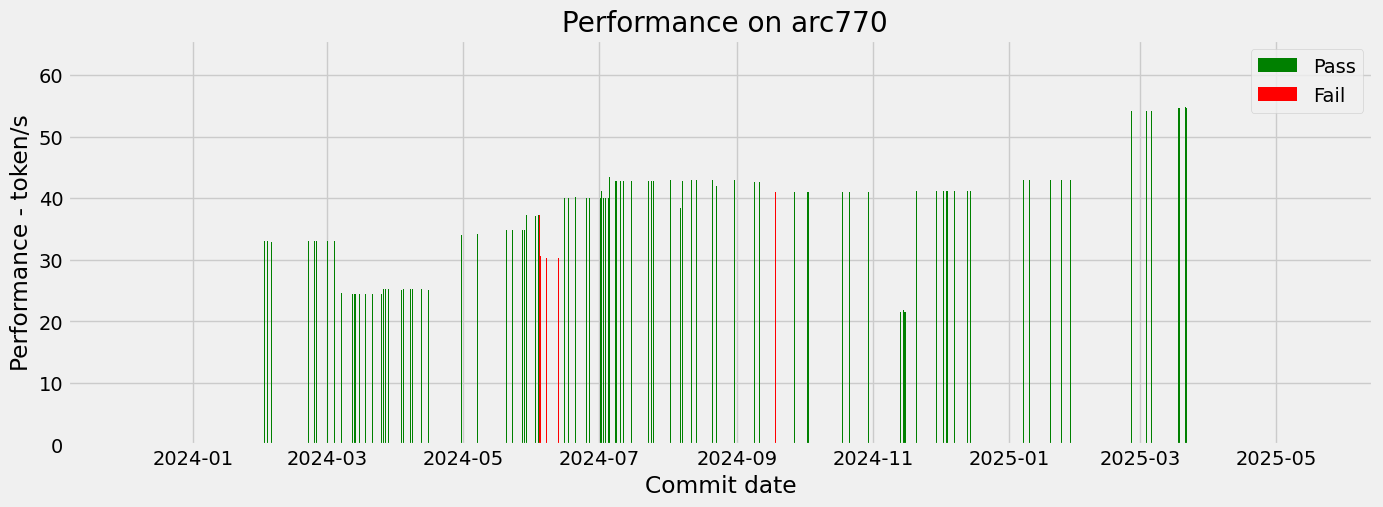 Performance on arc770
Performance - token/s
60
50
40
30
20
10
0
Pass
Fail
2024-01 2024-03 2024-05 2024-07 2024-09 2024-11 2025-01 2025-03 2025-05
Commit date